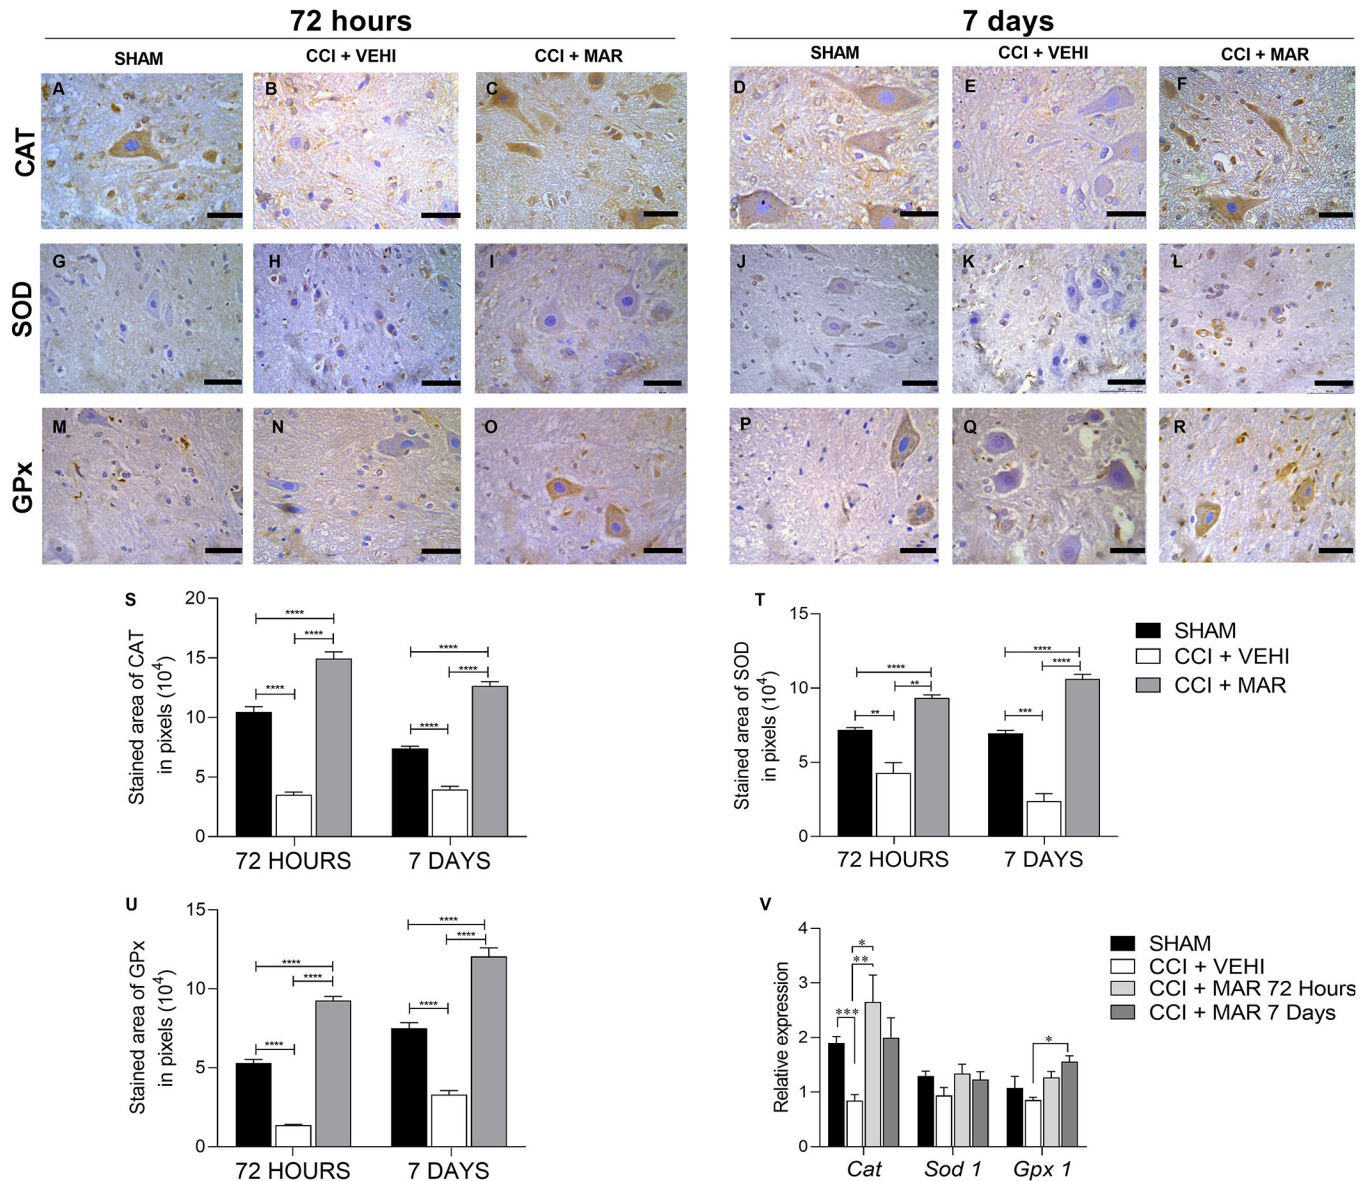 72 hours
7 days
SHAM
CCI + VEHI
CCI + MAR
SHAM
CCI + VEHI
CCI + MAR
CAT
A
B
C
D
E
F
SOD
G
H
I
J
K
L
GPx
M
N
O
P
Q
R
S
Stained area of CAT
in pixels (10⁴)
20
15
10
5
0
****
****
****
****
****
****
72 HOURS
7 DAYS
T
Stained area of SOD
in pixels (10⁴)
15
10
5
0
****
**
**
****
****
***
72 HOURS
7 DAYS
SHAM
CCI + VEHI
CCI + MAR
U
Stained area of GPx
in pixels (10⁴)
15
10
5
0
****
****
****
****
****
****
72 HOURS
7 DAYS
V
Relative expression
4
3
2
1
0
*
**
***
*
Cat
Sod 1
Gpx 1
SHAM
CCI + VEHI
CCI + MAR 72 Hours
CCI + MAR 7 Days